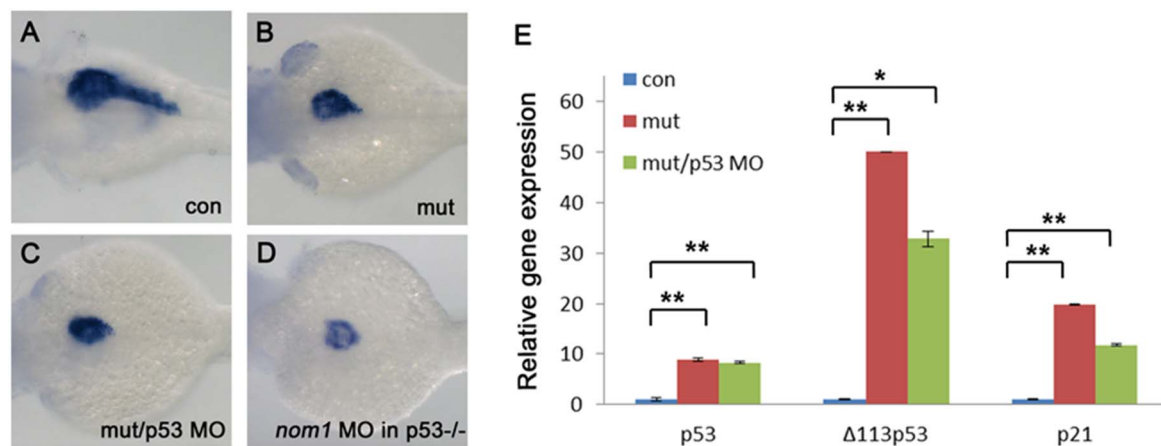 A
con
B
mut
C
mut/p53 MO
D
nom1 MO in p53-/-
E
con
mut
mut/p53 MO
Relative gene expression
60
50
40
30
20
10
0
**
**
**
*
**
**
p53
Δ113p53
p21